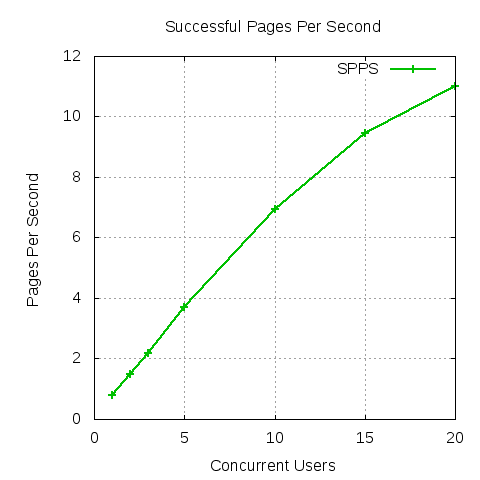 Successful Pages Per Second
12
SPPS
10
8
6
4
2
0
Pages Per Second
0 5 10 15 20
Concurrent Users